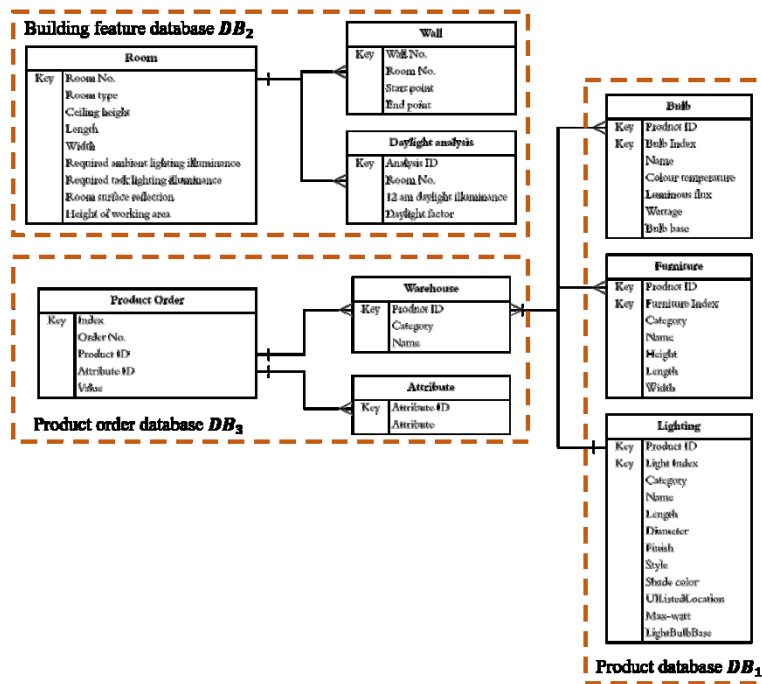 Building feature database DB2
Room
Key Room No.
Room type
Ceiling height
Length
Width
Required ambient lighting illuminance
Required task lighting illuminance
Room surface reflection
Height of working area
Wall
Key Wall No.
Room No.
Start point
End point
Daylight analysis
Key Analysis ID
Room No.
12 am daylight illuminance
Daylight factor
Product Order
Key Index
Order No.
Product ID
Attribute ID
Value
Warehouse
Key Product ID
Category
Name
Attribute
Key Attribute ID
Attribute
Product order database DB3
Bulb
Key Product ID
Key Bulb Index
Name
Colour temperature
Luminous flux
Wattage
Bulb base
Furniture
Key Product ID
Key Furniture Index
Category
Name
Height
Length
Width
Lighting
Key Product ID
Key Light Index
Category
Name
Length
Diameter
Finish
Style
Shade color
UlListedLocation
Max-watt
LightBulbBase
Product database DB1